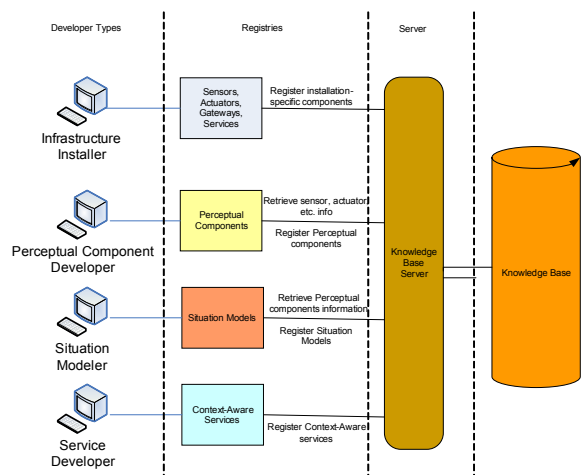 Developer Types
Registries
Server
Sensors,
Actuators,
Gateways,
Services
Register installation-
specific components
Infrastructure
Installer
Perceptual
Components
Retrieve sensor, actuator
etc. info
Register Perceptual
components
Perceptual Component
Developer
Knowledge
Base
Server
Knowledge Base
Situation Models
Retrieve Perceptual
components information
Register Situation
Models
Situation
Modeler
Context-Aware
Services
Register Context-Aware
services
Service
Developer